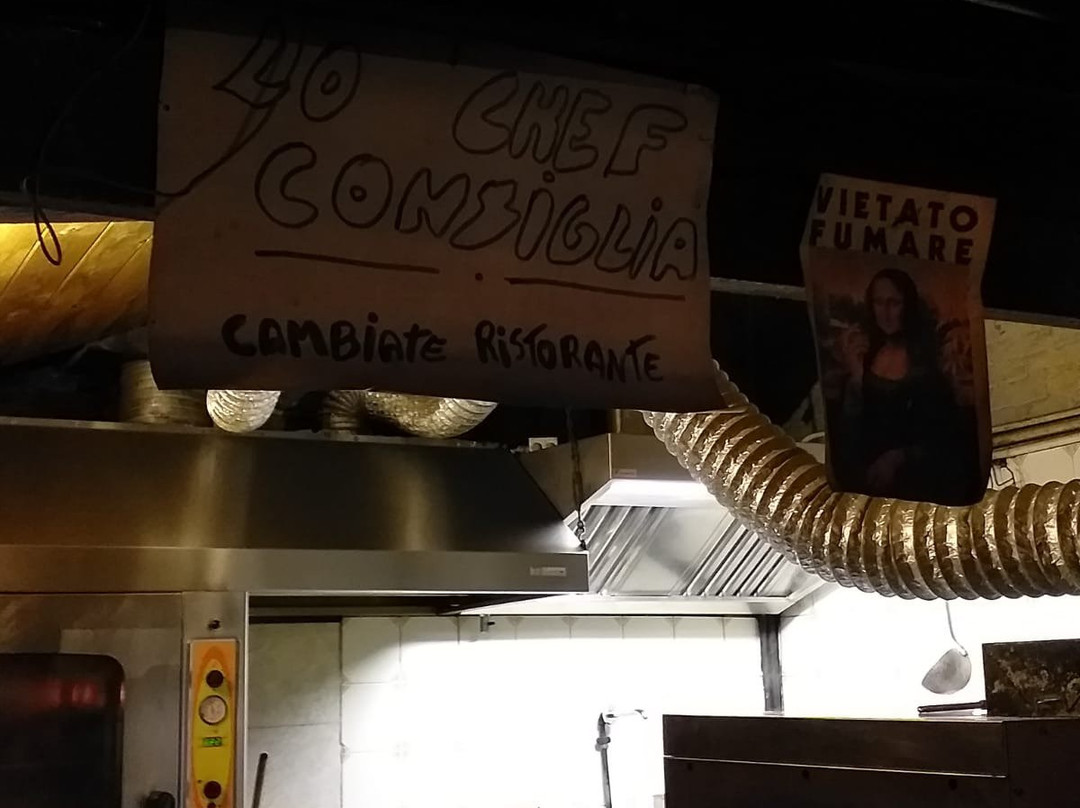 LO CHEF
CONSIGLIA
CAMBIATE RISTORANTE
VIETATO
FUMARE